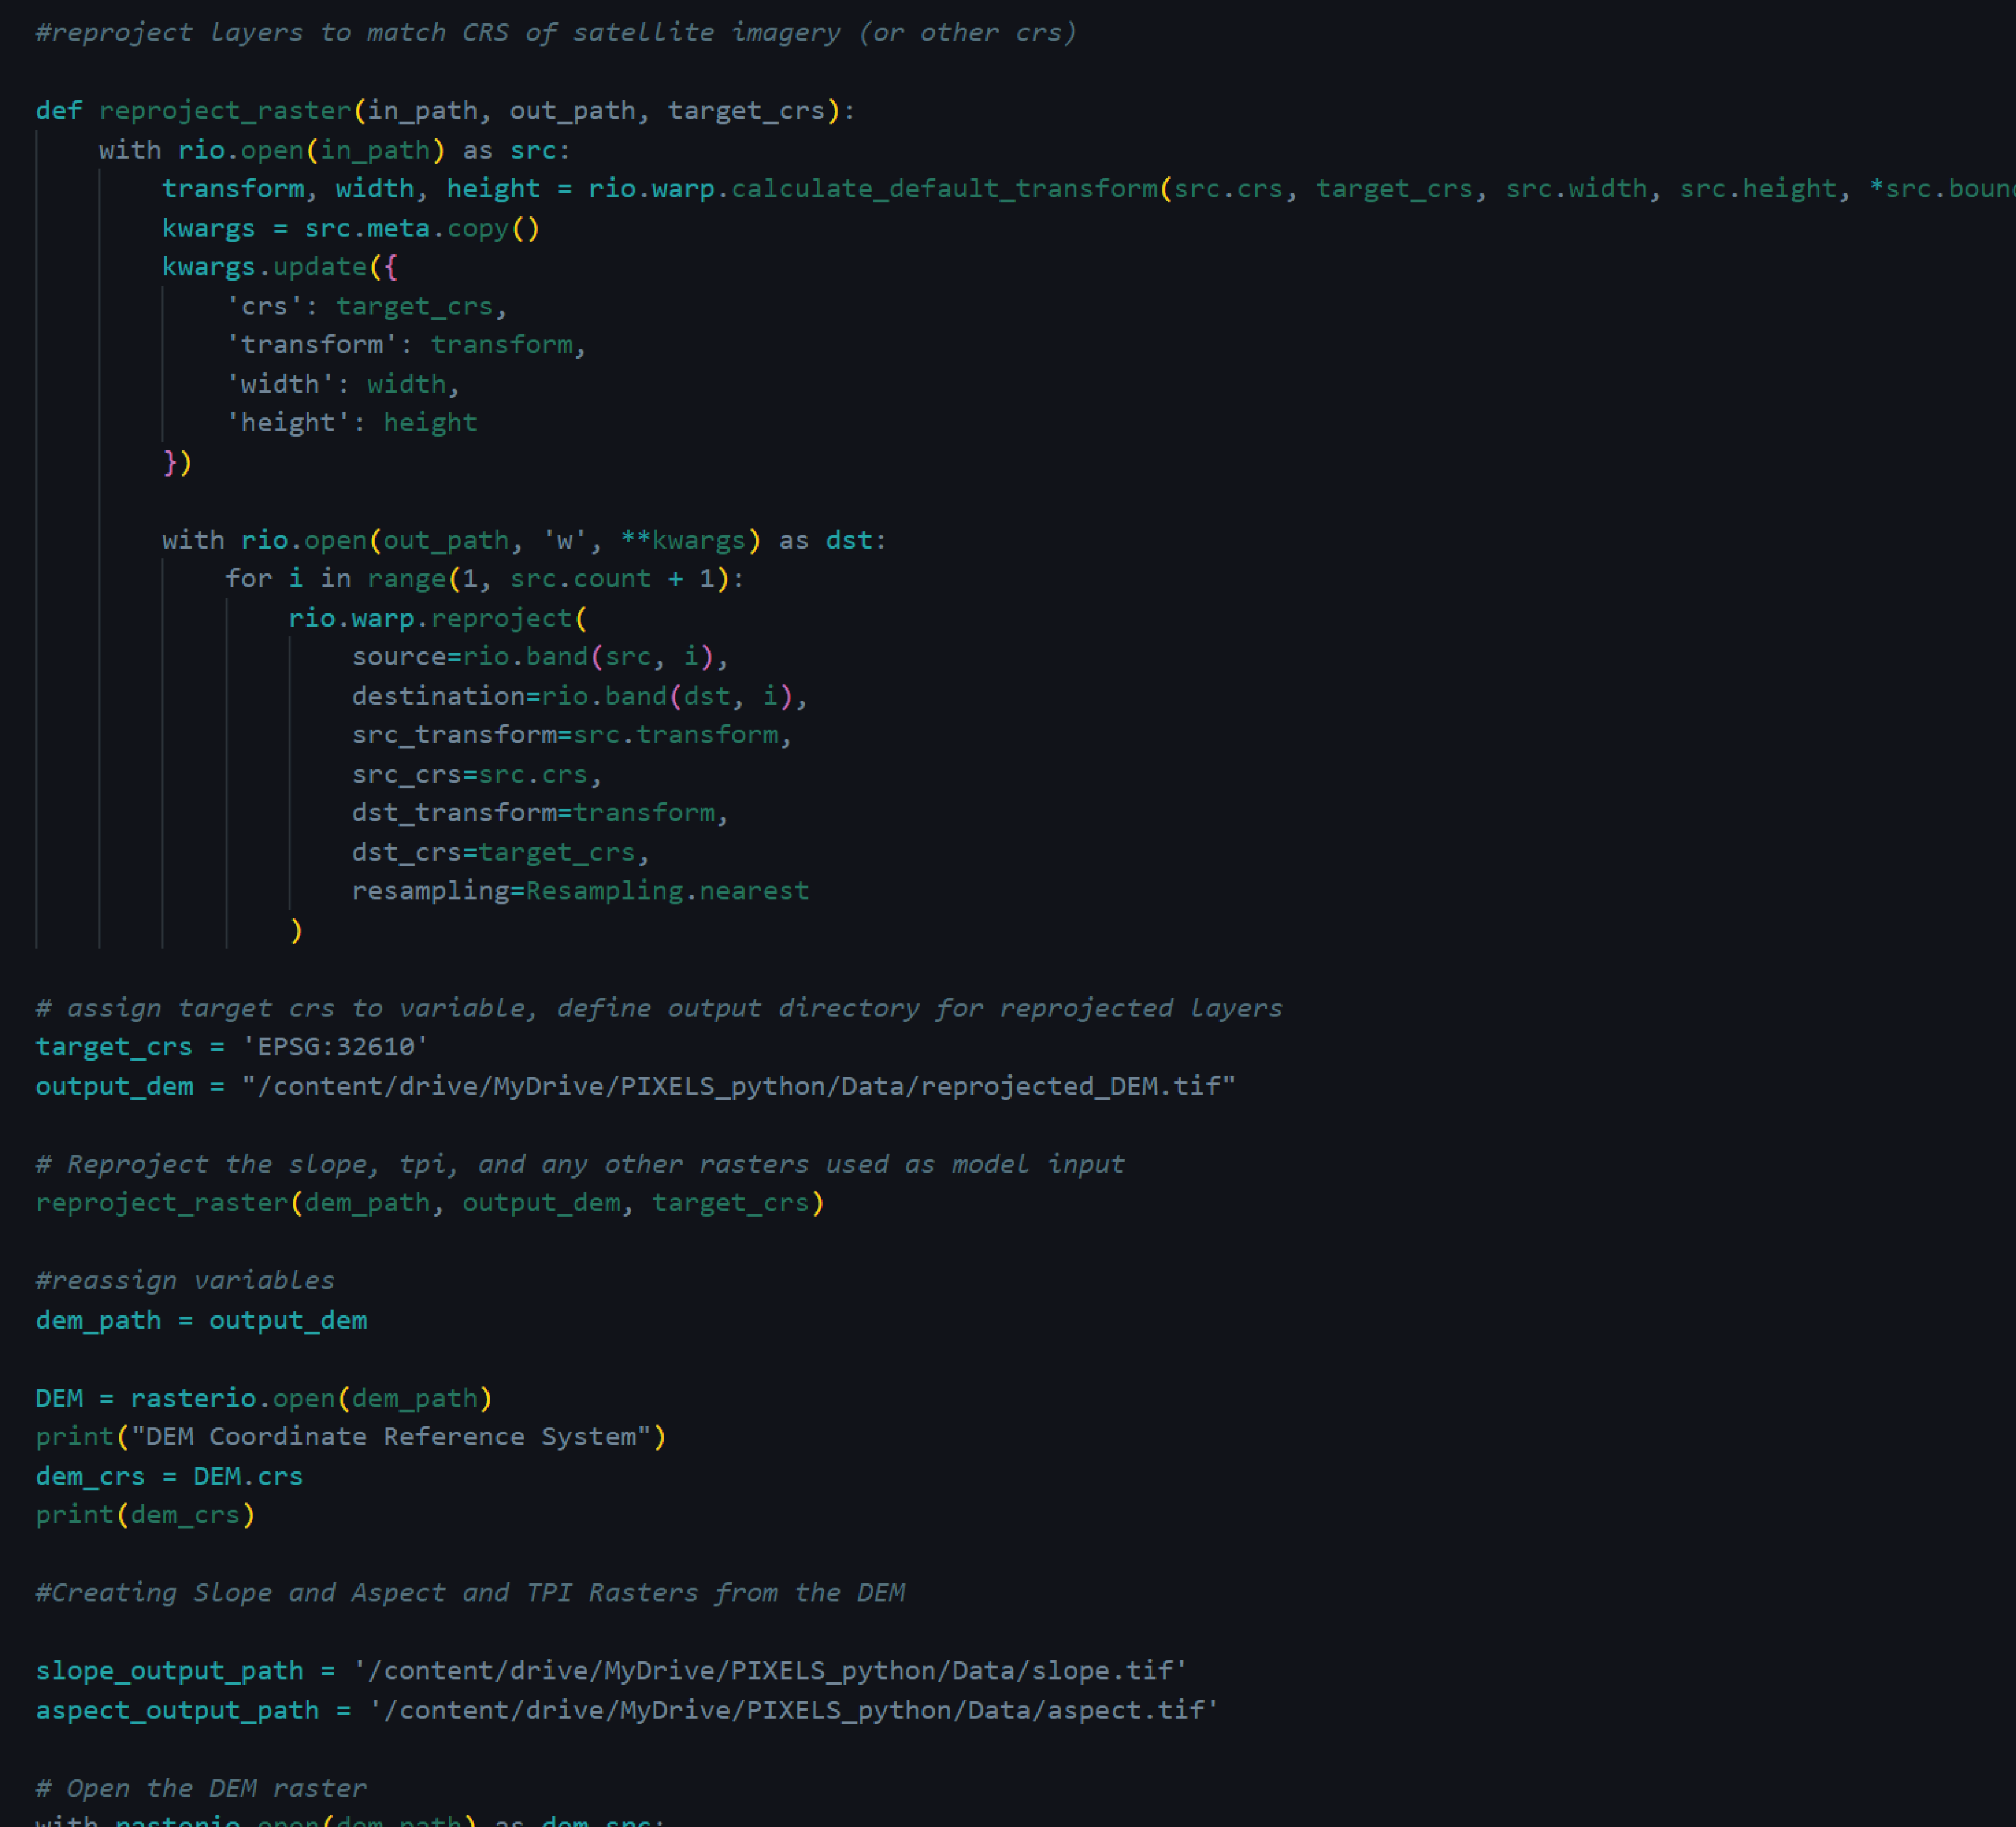 #reproject layers to match CRS of satellite imagery (or other crs)
def reproject_raster(in_path, out_path, target_crs):
with rio.open(in_path) as src:
transform, width, height = rio.warp.calculate_default_transform(src.crs, target_crs, src.width, src.height, *src.boun
kwargs = src.meta.copy()
kwargs.update({
'crs': target_crs,
'transform': transform,
'width': width,
'height': height
})
with rio.open(out_path, 'w', **kwargs) as dst:
for i in range(1, src.count + 1):
rio.warp.reproject(
source=rio.band(src, i),
destination=rio.band(dst, i),
src_transform=src.transform,
src_crs=src.crs,
dst_transform=transform,
dst_crs=target_crs,
resampling=Resampling.nearest
)
# assign target crs to variable, define output directory for reprojected layers
target_crs = 'EPSG:32610'
output_dem = "/content/drive/MyDrive/PIXELS_python/Data/reprojected_DEM.tif"
# Reproject the slope, tpi, and any other rasters used as model input
reproject_raster(dem_path, output_dem, target_crs)
#reassign variables
dem_path = output_dem
DEM = rasterio.open(dem_path)
print("DEM Coordinate Reference System")
dem_crs = DEM.crs
print(dem_crs)
#Creating Slope and Aspect and TPI Rasters from the DEM
slope_output_path = '/content/drive/MyDrive/PIXELS_python/Data/slope.tif'
aspect_output_path = '/content/drive/MyDrive/PIXELS_python/Data/aspect.tif'
# Open the DEM raster
with rasterio.open(dem_path) as dem_src: